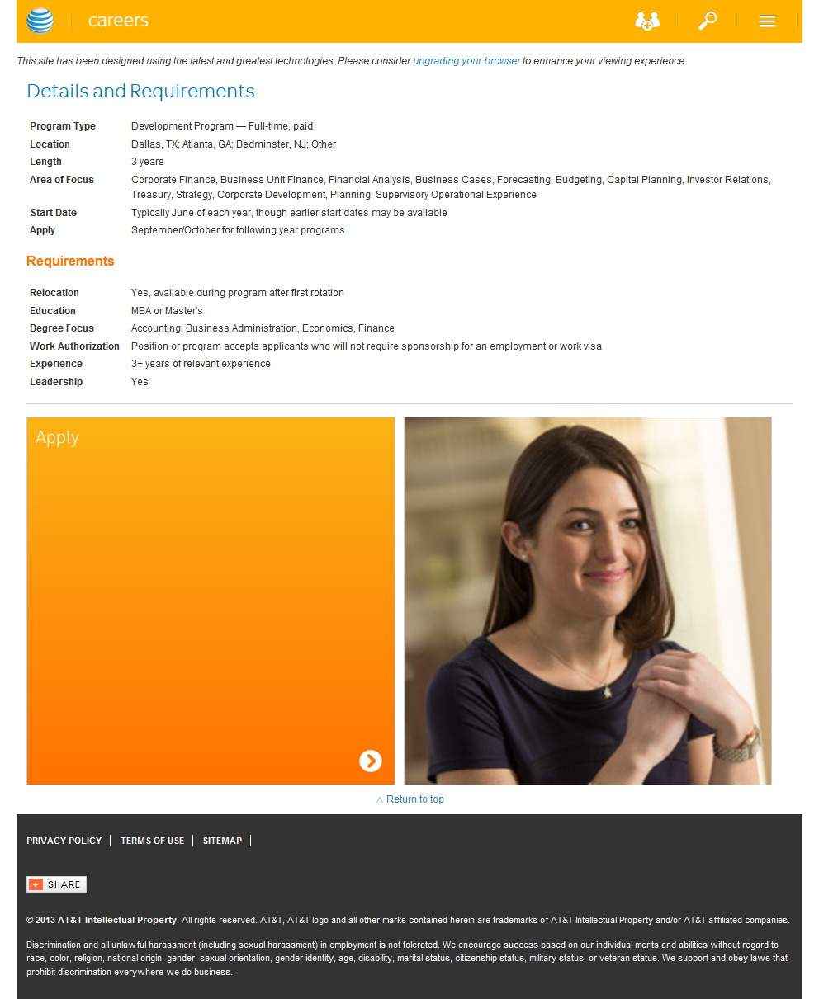 careers
This site has been designed using the latest and greatest technologies. Please consider upgrading your browser to enhance your viewing experience.
Details and Requirements
Program Type Development Program — Full-time, paid
Location Dallas, TX; Atlanta, GA; Bedminster, NJ; Other
Length 3 years
Area of Focus Corporate Finance, Business Unit Finance, Financial Analysis, Business Cases, Forecasting, Budgeting, Capital Planning, Investor Relations,
Treasury, Strategy, Corporate Development, Planning, Supervisory Operational Experience
Start Date Typically June of each year, though earlier start dates may be available
Apply September/October for following year programs
Requirements
Relocation Yes, available during program after first rotation
Education MBA or Master's
Degree Focus Accounting, Business Administration, Economics, Finance
Work Authorization Position or program accepts applicants who will not require sponsorship for an employment or work visa
Experience 3+ years of relevant experience
Leadership Yes
Apply
^ Return to top
PRIVACY POLICY | TERMS OF USE | SITEMAP |
+ SHARE
© 2013 AT&T Intellectual Property. All rights reserved. AT&T, AT&T logo and all other marks contained herein are trademarks of AT&T Intellectual Property and/or AT&T affiliated companies.
Discrimination and all unlawful harassment (including sexual harassment) in employment is not tolerated. We encourage success based on our individual merits and abilities without regard to
race, color, religion, national origin, gender, sexual orientation, gender identity, age, disability, marital status, citizenship status, military status, or veteran status. We support and obey laws that
prohibit discrimination everywhere we do business.